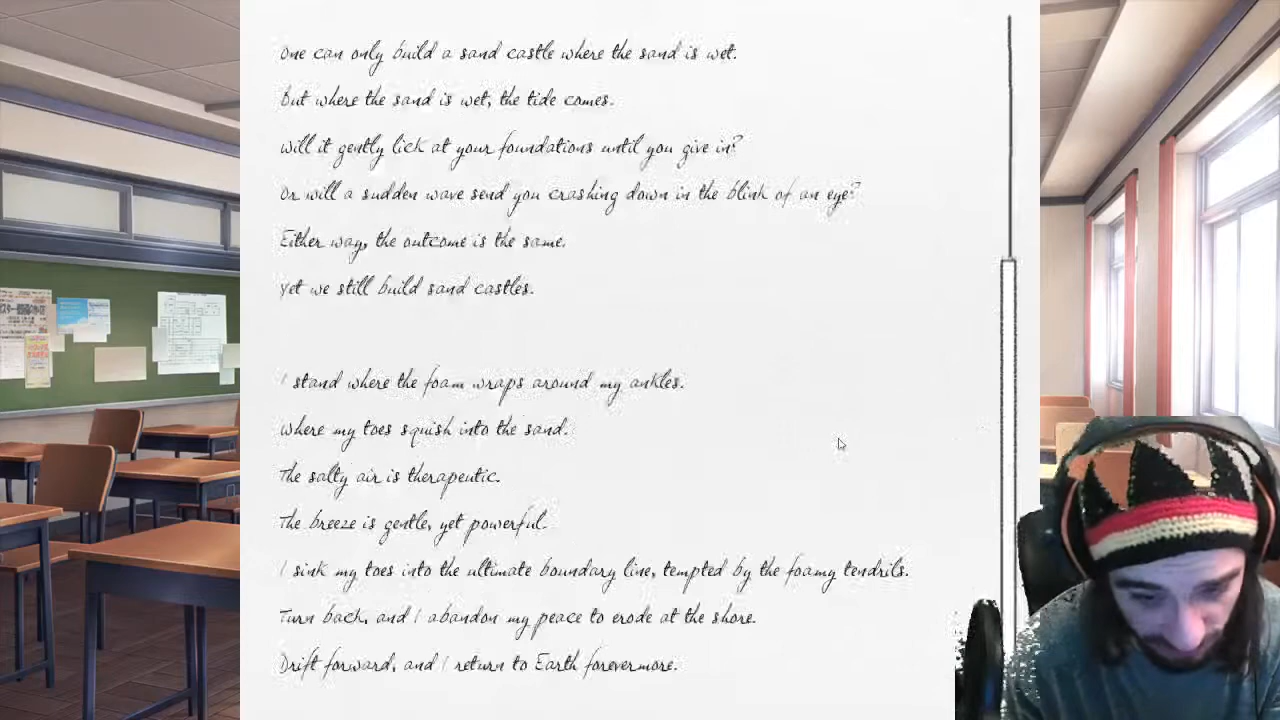 One can only build a sand castle where the sand is wet.
But where the sand is wet, the tide comes.
Will it gently lick at your foundations until you give in?
Or will a sudden wave send you crashing down in the blink of an eye?
Either way, the outcome is the same.
Yet we still build sand castles.
I stand where the foam wraps around my ankles.
Where my toes squish into the sand.
The salty air is therapeutic.
The breeze is gentle, yet powerful.
I sink my toes into the ultimate boundary line, tempted by the foamy tendrils.
Turn back, and I abandon my peace to erode at the shore.
Drift forward, and I return to Earth forevermore.